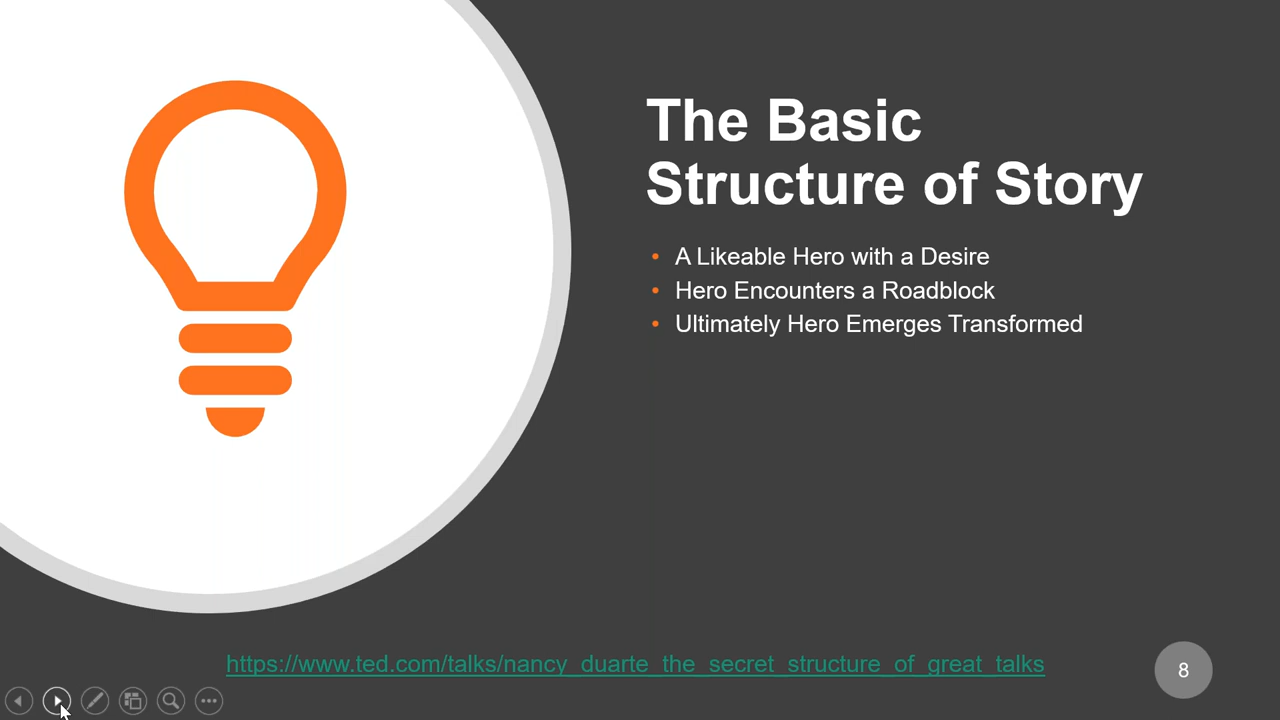 The Basic
Structure of Story
• A Likeable Hero with a Desire
• Hero Encounters a Roadblock
• Ultimately Hero Emerges Transformed
https://www.ted.com/talks/nancy_duarte_the_secret_structure_of_great_talks
8